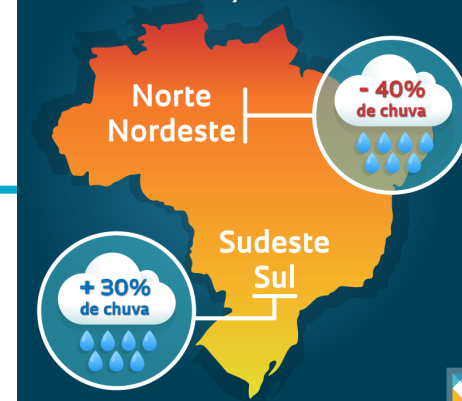 Norte
Nordeste
- 40%
de chuva
Sudeste
Sul
+ 30%
de chuva